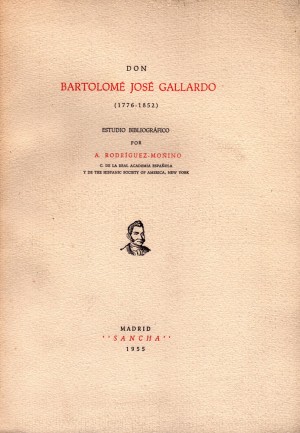 DON
BARTOLOMÉ JOSÉ GALLARDO
(1776-1852)
ESTUDIO BIBLIOGRÁFICO
POR
A. RODRÍGUEZ-MOÑINO
C. DE LA REAL ACADEMIA ESPAÑOLA
Y DE THE HISPANIC SOCIETY OF AMERICA, NEW YORK
MADRID
"SANCHA"
1955